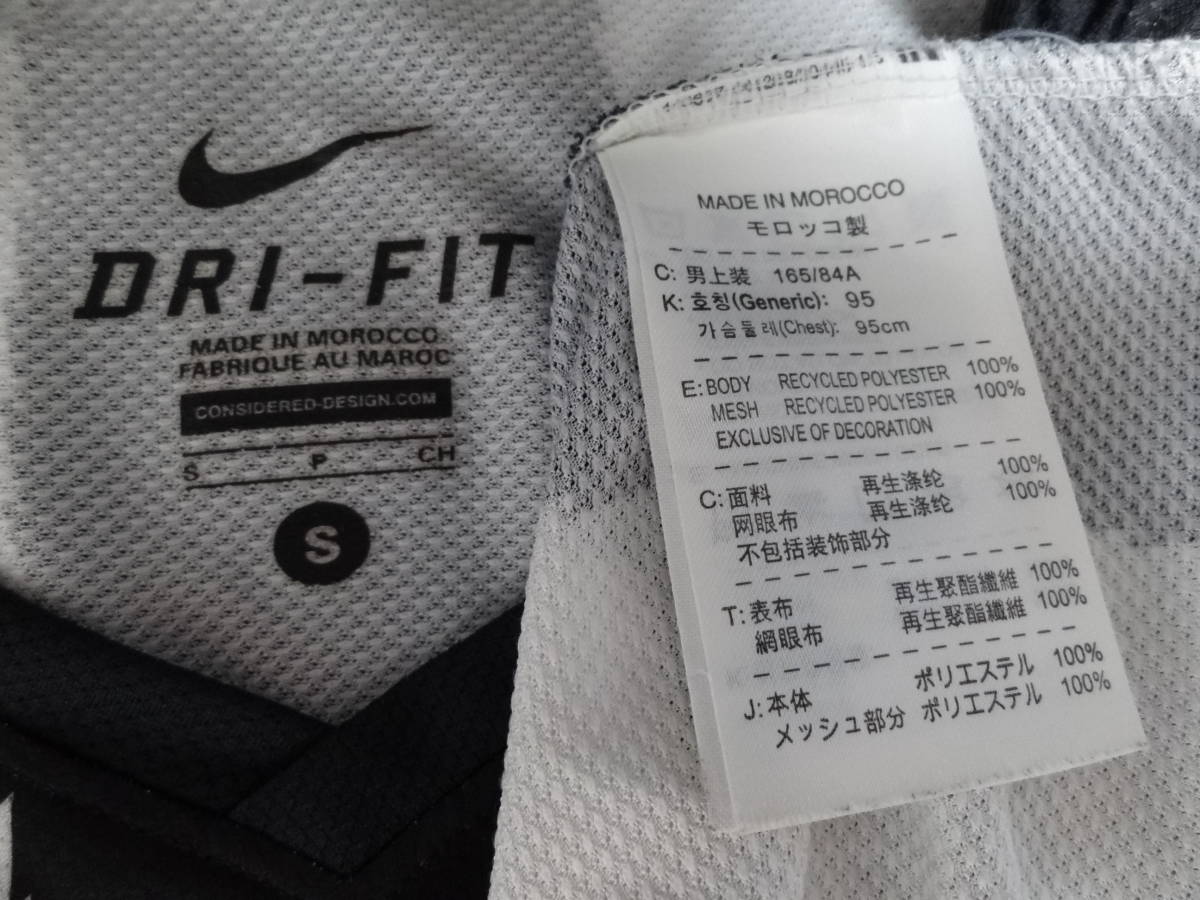 DRI-FIT
MADE IN MOROCCO
FABRIQUE AU MAROC
CONSIDERED-DESIGN.COM
S P CH
S
MADE IN MOROCCO
モロッコ製
C: 男上装 165/84A
K: 호칭(Generic): 95
가슴둘레(Chest): 95cm
E: BODY RECYCLED POLYESTER 100%
MESH RECYCLED POLYESTER 100%
EXCLUSIVE OF DECORATION
C: 面料 再生涤纶 100%
网眼布 再生涤纶 100%
不包括装饰部分
T: 表布 再生聚酯纖維 100%
網眼布 再生聚酯纖維 100%
J: 本体 ポリエステル 100%
メッシュ部分 ポリエステル 100%